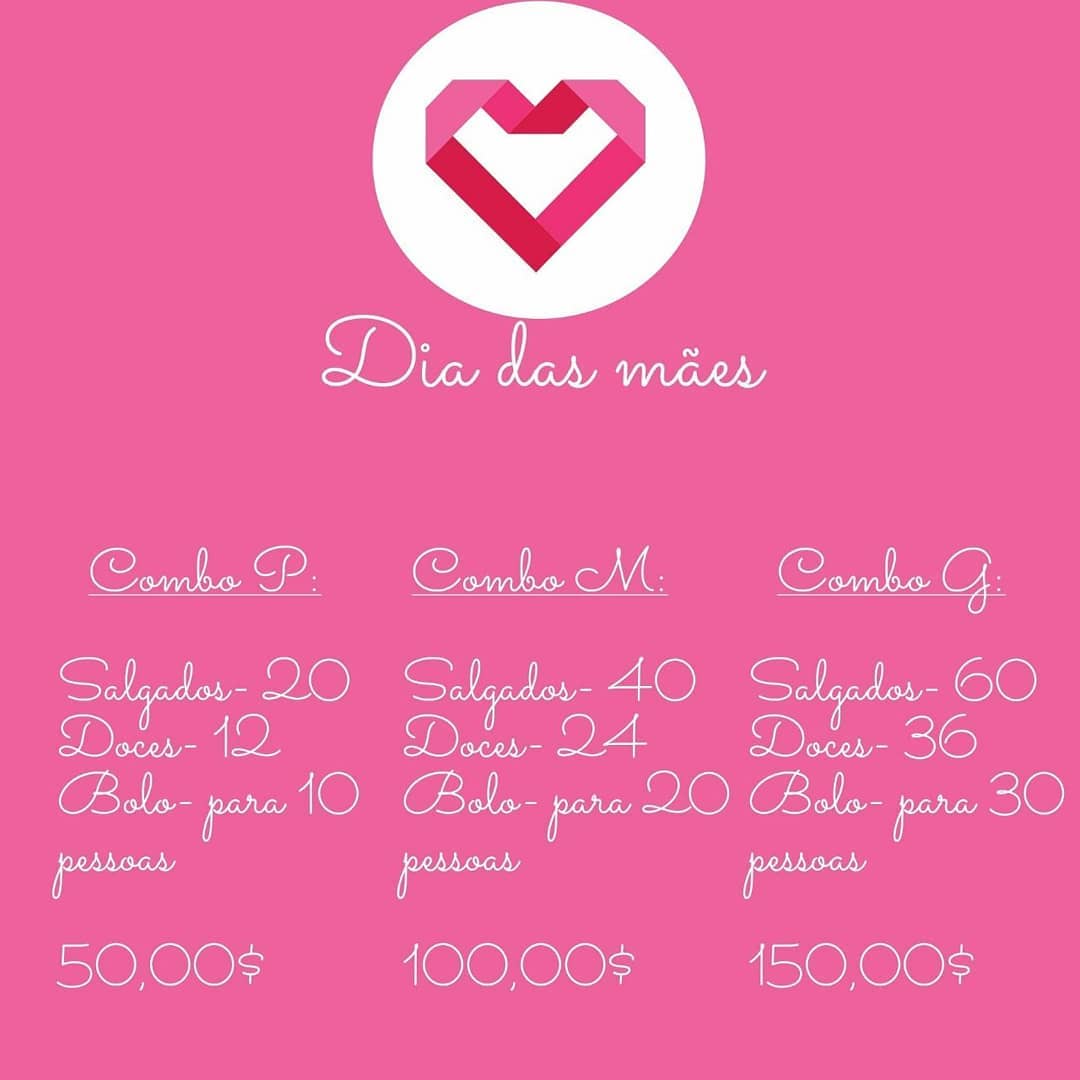 Dia das mães
Combo P:
Salgados- 20
Doces- 12
Bolo- para 10
pessoas
50,00$
Combo M:
Salgados- 40
Doces- 24
Bolo- para 20
pessoas
100,00$
Combo G:
Salgados- 60
Doces- 36
Bolo- para 30
pessoas
150,00$